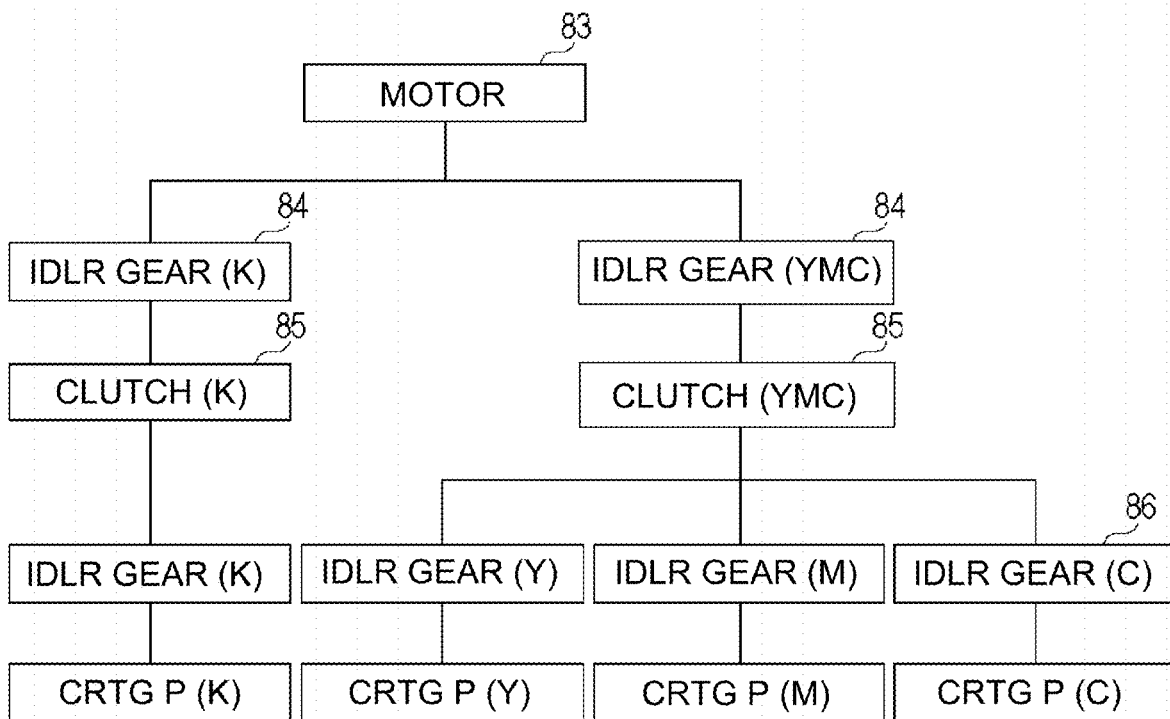 83
MOTOR
84
84
IDLR GEAR (K)
IDLR GEAR (YMC)
85
85
CLUTCH (K)
CLUTCH (YMC)
86
IDLR GEAR (K)
IDLR GEAR (Y)
IDLR GEAR (M)
IDLR GEAR (C)
CRTG P (K)
CRTG P (Y)
CRTG P (M)
CRTG P (C)